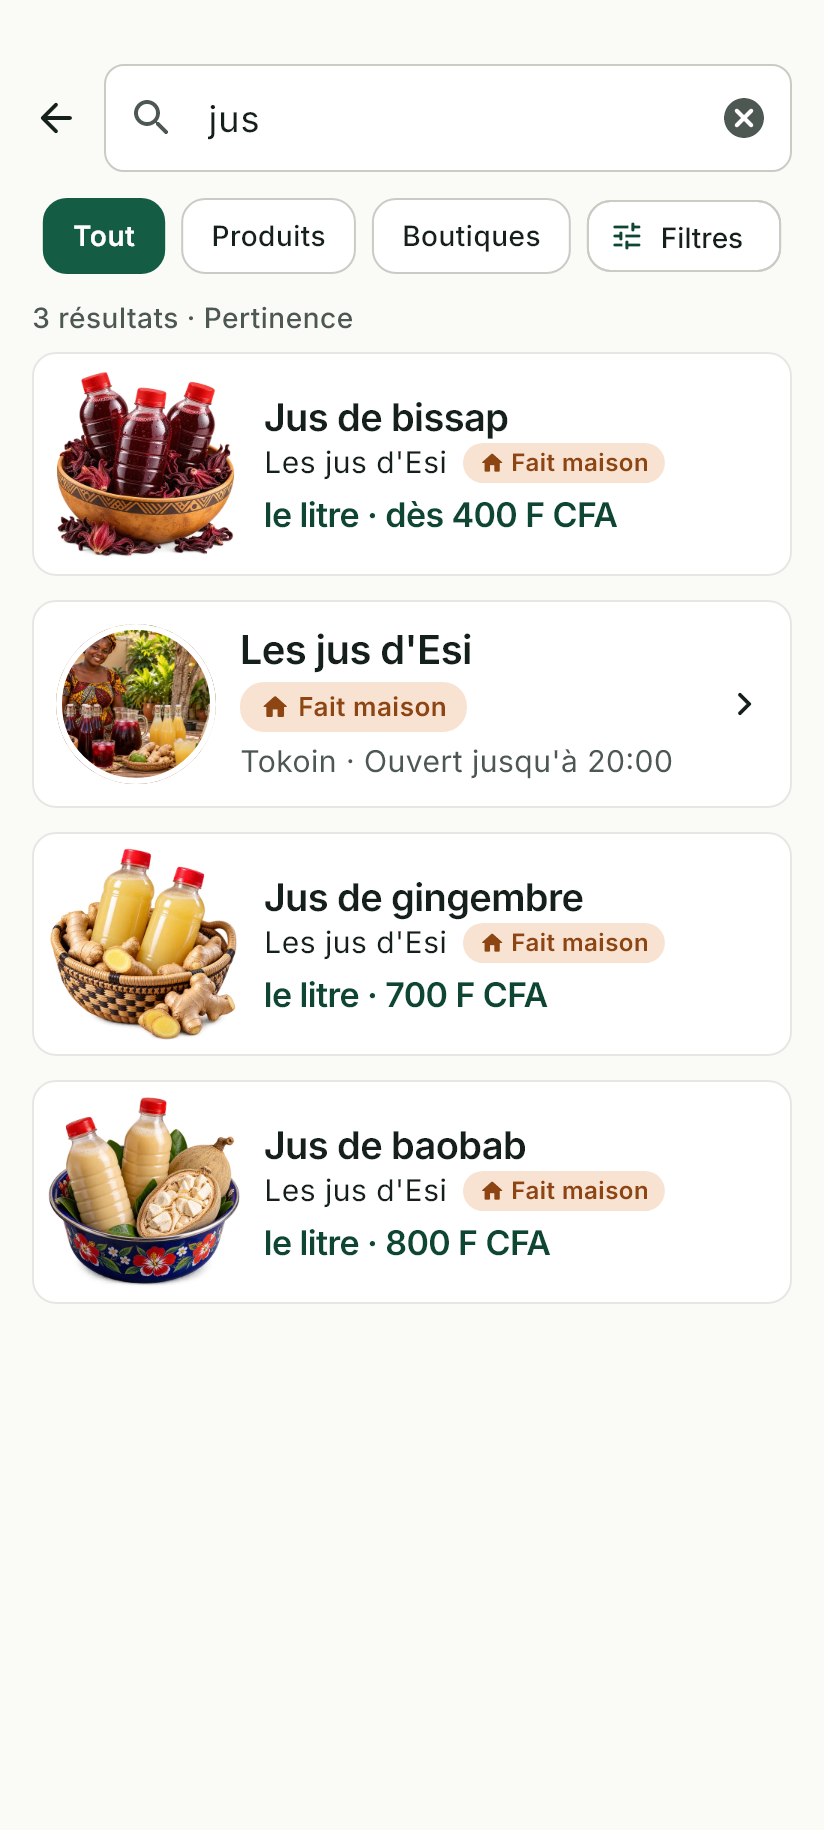 jus
Tout
Produits
Boutiques
Filtres
3 résultats · Pertinence
Jus de bissap
Les jus d'Esi
Fait maison
le litre · dès 400 F CFA
Les jus d'Esi
Fait maison
Tokoin · Ouvert jusqu'à 20:00
Jus de gingembre
Les jus d'Esi
Fait maison
le litre · 700 F CFA
Jus de baobab
Les jus d'Esi
Fait maison
le litre · 800 F CFA